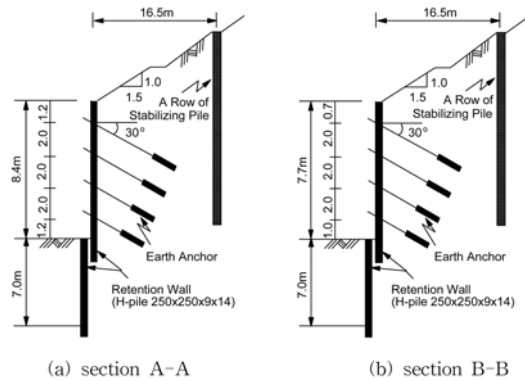 16.5m
1.0
1.5
A Row of
Stabilizing Pile
30°
1.2
2.0
2.0
2.0
1.2
8.4m
7.0m
Earth Anchor
Retention Wall
(H-pile 250x250x9x14)
(a) section A-A
16.5m
1.0
1.5
A Row of
Stabilizing Pile
30°
0.7
2.0
2.0
2.0
1.0
7.7m
7.0m
Earth Anchor
Retention Wall
(H-pile 250x250x9x14)
(b) section B-B